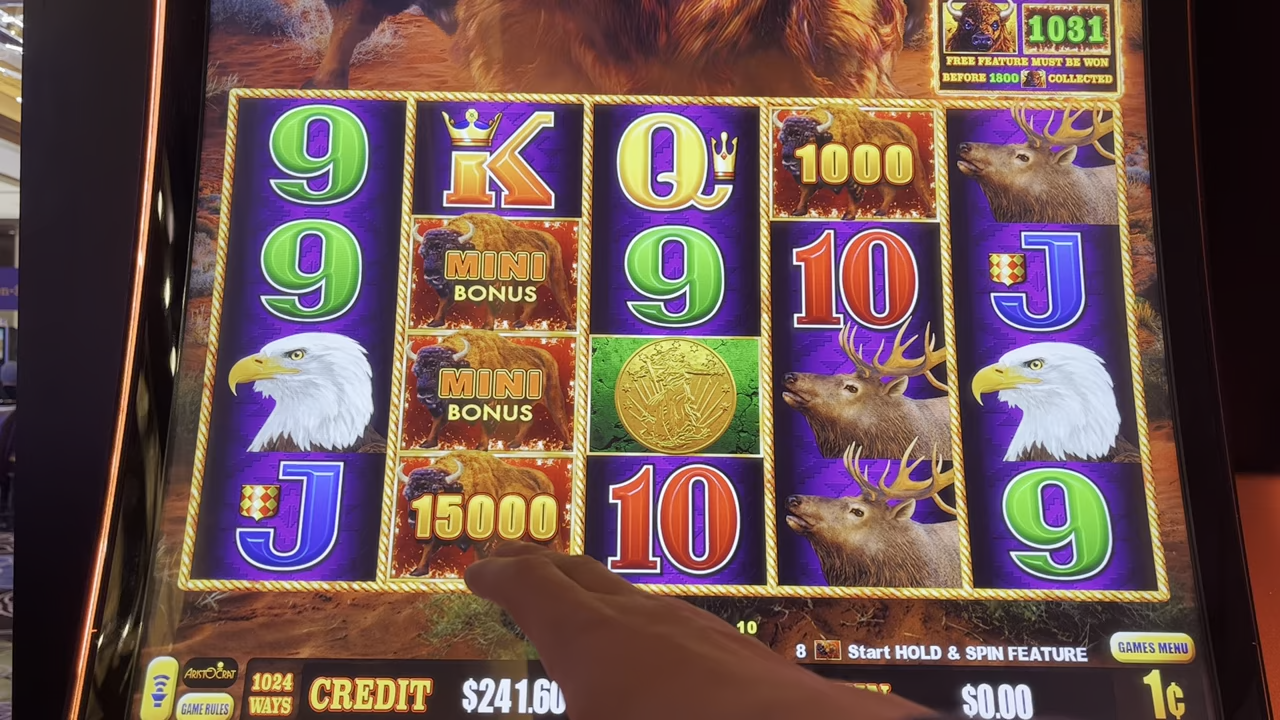 1031
FREE FEATURE MUST BE WON
BEFORE 1800 COLLECTED
9 K Q 1000
9 MINI BONUS 9 10 J
MINI BONUS
J 15000 10 9
10
8 Start HOLD & SPIN FEATURE
GAMES MENU
ARISTOCRAT
GAME RULES
1024 WAYS
CREDIT $241.60
$0.00
1¢